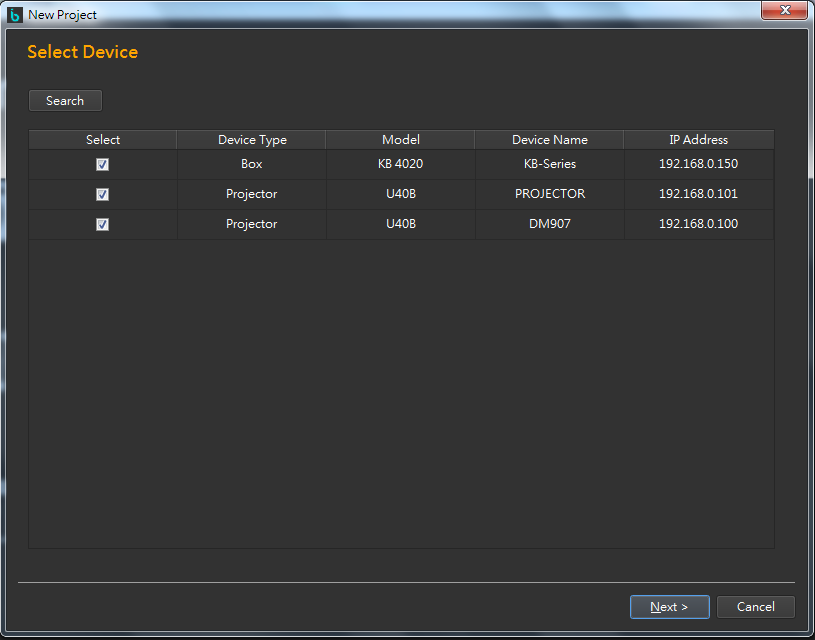 New Project
Select Device
Search
Select Device Type Model Device Name IP Address
Box KB 4020 KB-Series 192.168.0.150
Projector U40B PROJECTOR 192.168.0.101
Projector U40B DM907 192.168.0.100
Next > Cancel